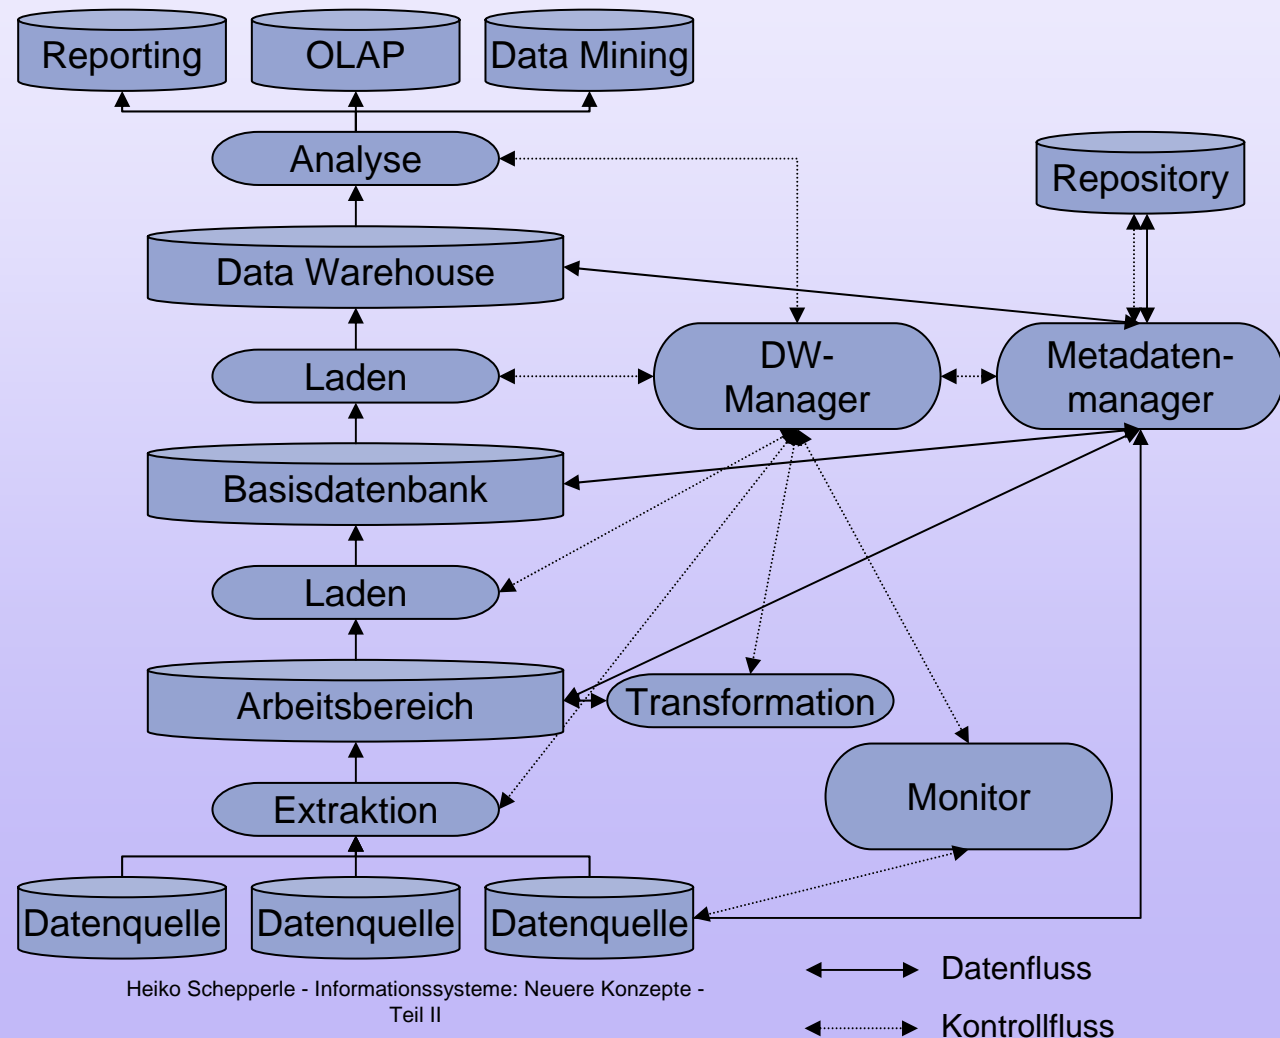 Reporting
OLAP
Data Mining
Analyse
Repository
Data Warehouse
Laden
DW-
Manager
Metadaten-
manager
Basisdatenbank
Laden
Arbeitsbereich
Transformation
Extraktion
Monitor
Datenquelle
Datenquelle
Datenquelle
Heiko Schepperle - Informationssysteme: Neuere Konzepte -
Teil II
Datenfluss
Kontrollfluss